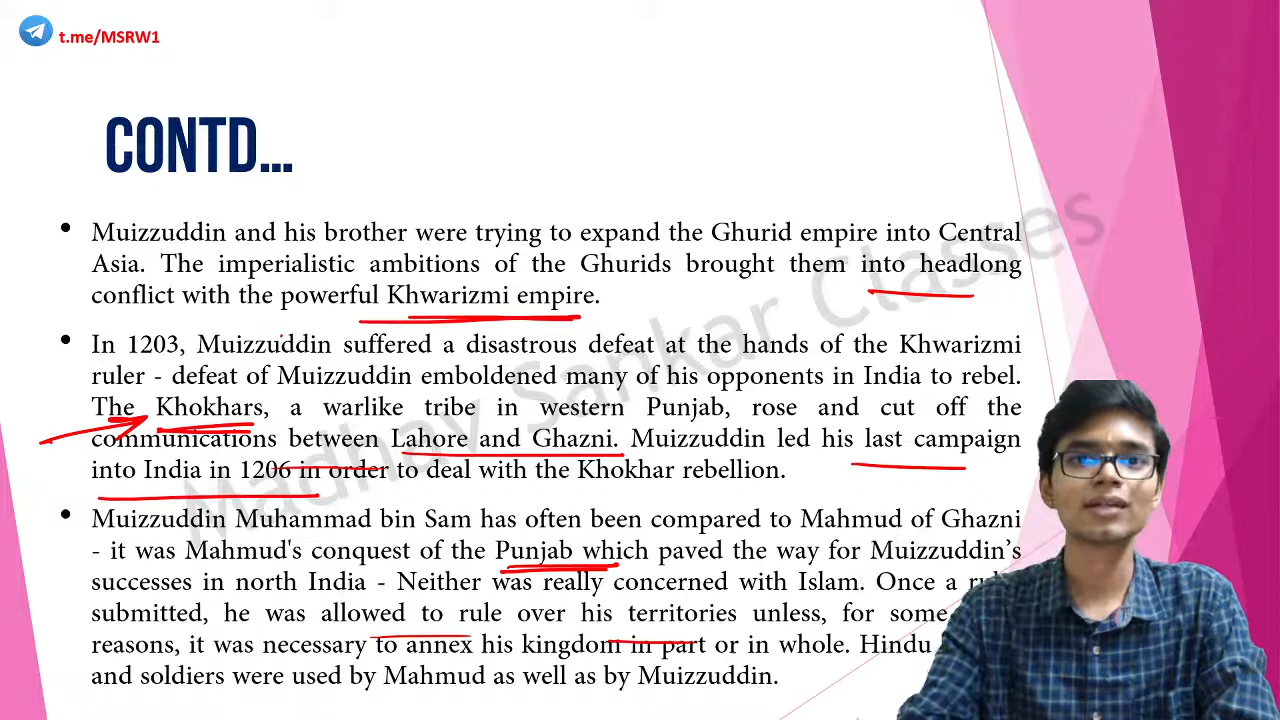 t.me/MSRW1
CONTD...
• Muizzuddin and his brother were trying to expand the Ghurid empire into Central
Asia. The imperialistic ambitions of the Ghurids brought them into headlong
conflict with the powerful Khwarizmi empire.
• In 1203, Muizzuddin suffered a disastrous defeat at the hands of the Khwarizmi
ruler - defeat of Muizzuddin emboldened many of his opponents in India to rebel.
The Khokhars, a warlike tribe in western Punjab, rose and cut off the
communications between Lahore and Ghazni. Muizzuddin led his last campaign
into India in 1206 in order to deal with the Khokhar rebellion.
• Muizzuddin Muhammad bin Sam has often been compared to Mahmud of Ghazni
- it was Mahmud's conquest of the Punjab which paved the way for Muizzuddin’s
successes in north India - Neither was really concerned with Islam. Once a
submitted, he was allowed to rule over his territories unless, for some
reasons, it was necessary to annex his kingdom in part or in whole. Hindu
and soldiers were used by Mahmud as well as by Muizzuddin.
Madhav Sankar Classes